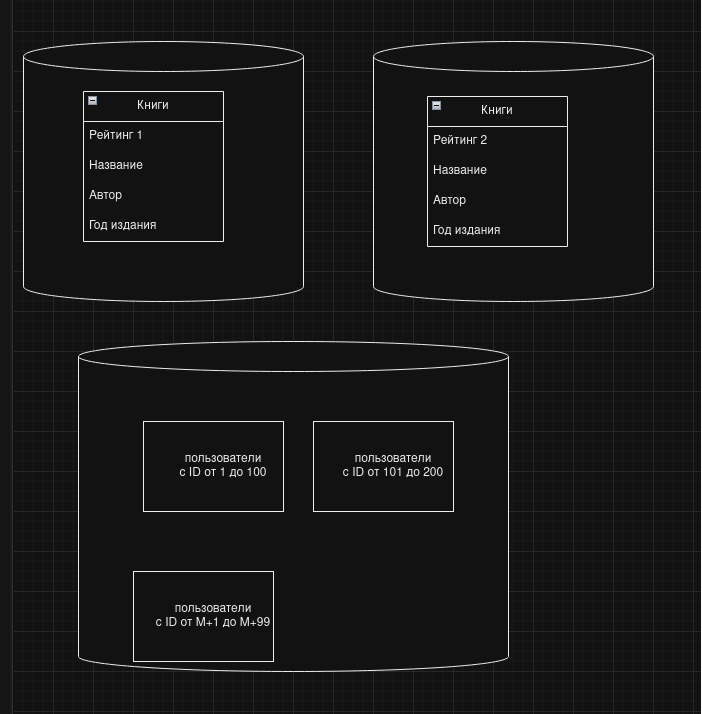 Книги
Рейтинг 1
Название
Автор
Год издания
Книги
Рейтинг 2
Название
Автор
Год издания
пользователи
с ID от 1 до 100
пользователи
с ID от 101 до 200
пользователи
с ID от M+1 до M+99